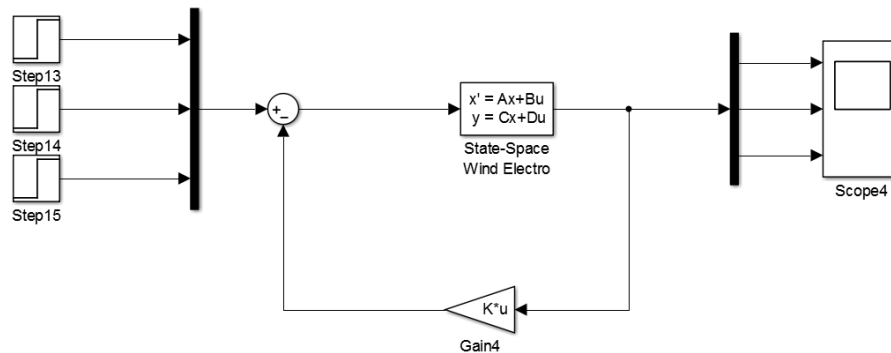 Step13
Step14
Step15
+
−
x' = Ax+Bu
y = Cx+Du
State-Space
Wind Electro
Scope4
K*u
Gain4